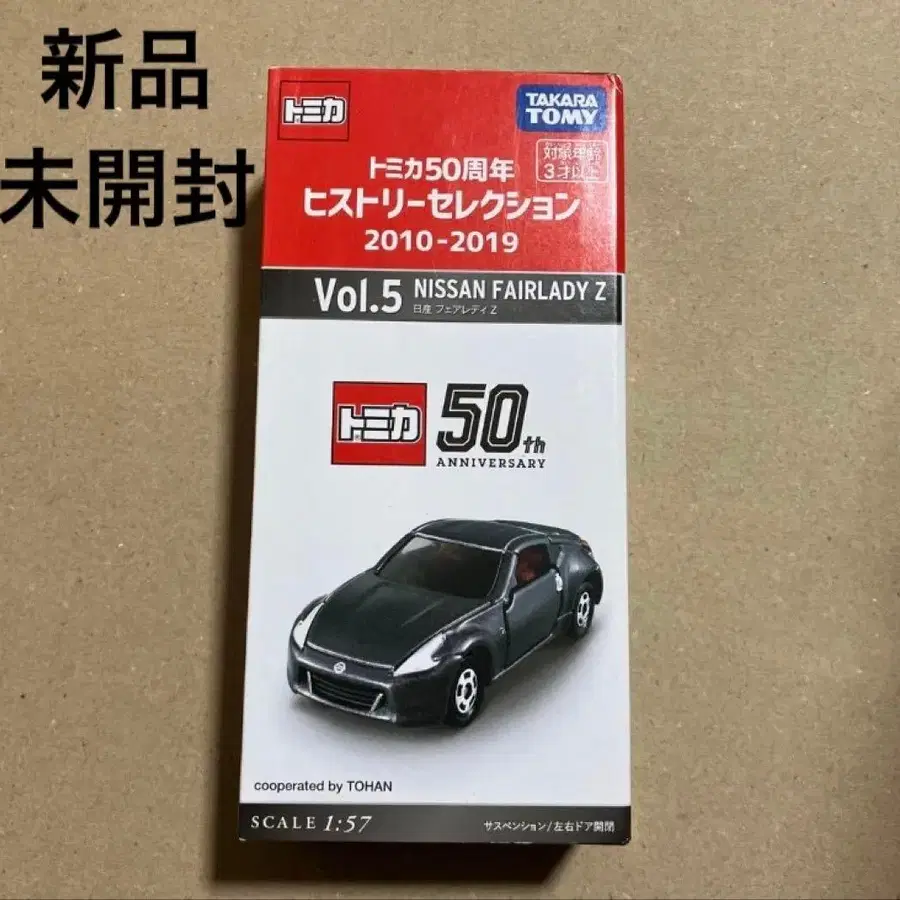 新品
未開封
トミカ
TAKARA
TOMY
対象年齢
3才以上
トミカ50周年
ヒストリーセレクション
2010-2019
Vol.5 NISSAN FAIRLADY Z
日産 フェアレディ Z
トミカ 50th
ANNIVERSARY
cooperated by TOHAN
SCALE 1:57
サスペンション/左右ドア開閉